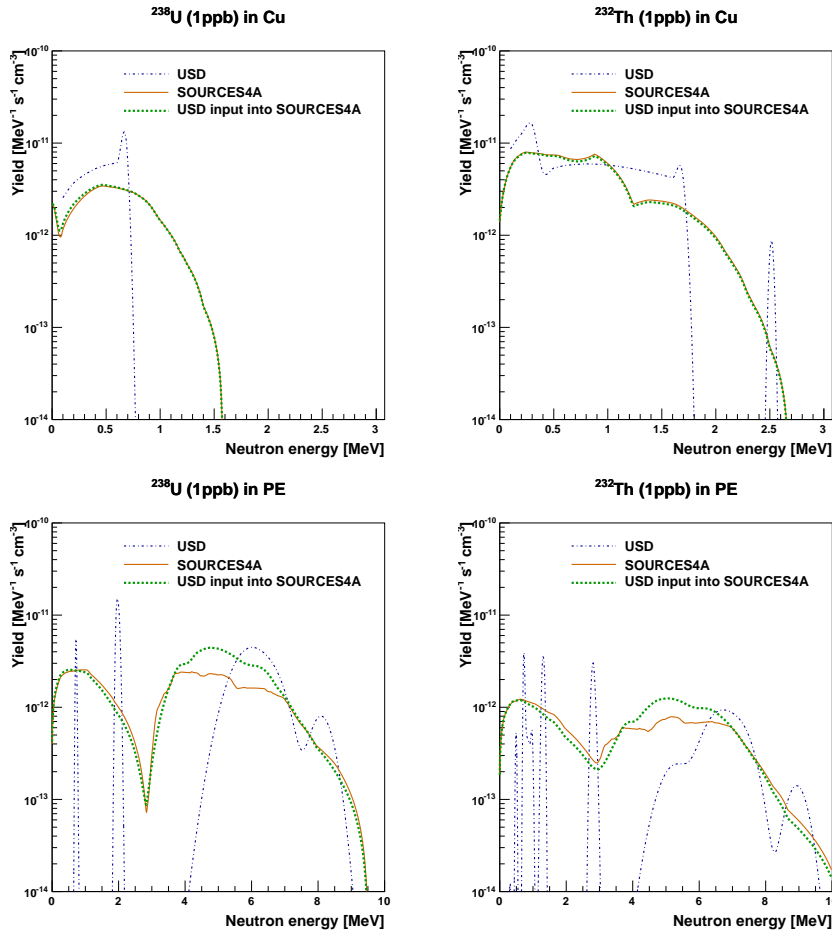 ²³⁸U (1ppb) in Cu
Yield [MeV⁻¹ s⁻¹ cm⁻³]
10⁻¹⁰
10⁻¹¹
10⁻¹²
10⁻¹³
10⁻¹⁴
USD
SOURCES4A
USD input into SOURCES4A
0 0.5 1 1.5 2 2.5 3
Neutron energy [MeV]
²³²Th (1ppb) in Cu
Yield [MeV⁻¹ s⁻¹ cm⁻³]
10⁻¹⁰
10⁻¹¹
10⁻¹²
10⁻¹³
10⁻¹⁴
USD
SOURCES4A
USD input into SOURCES4A
0 0.5 1 1.5 2 2.5 3
Neutron energy [MeV]
²³⁸U (1ppb) in PE
Yield [MeV⁻¹ s⁻¹ cm⁻³]
10⁻¹⁰
10⁻¹¹
10⁻¹²
10⁻¹³
10⁻¹⁴
USD
SOURCES4A
USD input into SOURCES4A
0 2 4 6 8 10
Neutron energy [MeV]
²³²Th (1ppb) in PE
Yield [MeV⁻¹ s⁻¹ cm⁻³]
10⁻¹⁰
10⁻¹¹
10⁻¹²
10⁻¹³
10⁻¹⁴
USD
SOURCES4A
USD input into SOURCES4A
0 2 4 6 8 10
Neutron energy [MeV]